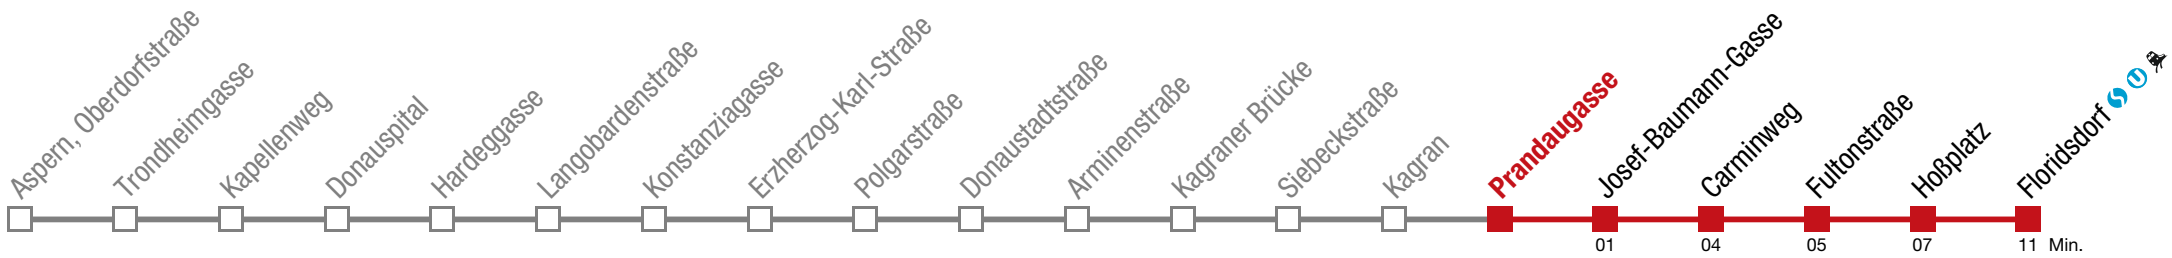 Aspern, Oberdorfstraße
Trondheimgasse
Kapellenweg
Donauspital
Hardeggasse
Langobardenstraße
Konstanziagasse
Erzherzog-Karl-Straße
Polgarstraße
Donaustadtstraße
Arminenstraße
Kagraner Brücke
Siebeckstraße
Kagran
Prandaugasse
Josef-Baumann-Gasse
Carminweg
Fultonstraße
Hoßplatz
Floridsdorf S U
01 04 05 07 11 Min.